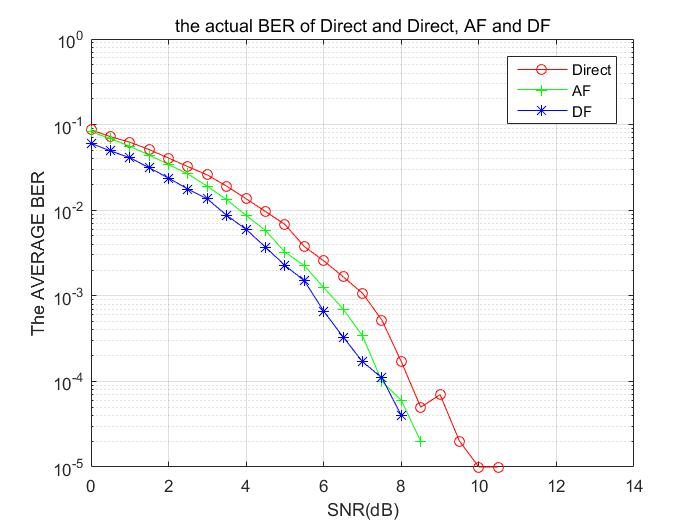 the actual BER of Direct and Direct, AF and DF
10^0
10^-1
10^-2
10^-3
10^-4
10^-5
The AVERAGE BER
Direct
AF
DF
0 2 4 6 8 10 12 14
SNR(dB)